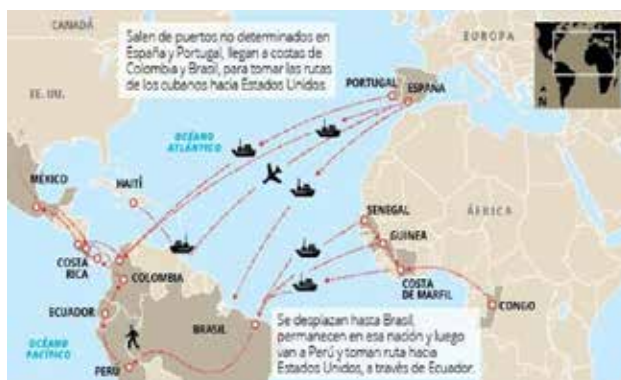 CANADÁ
Salen de puertos no determinados en
España y Portugal, llegan a costas de
Colombia y Brasil, para tomar las rutas
de los cubanos hacia Estados Unidos
EUROPA
EE. UU.
PORTUGAL
ESPAÑA
N
OCÉANO
ATLÁNTICO
MÉXICO
HAITÍ
SENEGAL
ÁFRICA
GUINEA
COSTA
RICA
COLOMBIA
COSTA
DE MARFIL
CONGO
ECUADOR
BRASIL
Se desplazan hasta Brasil,
permanecen en esa nación y luego
van a Perú y toman ruta hacia
Estados Unidos, a través de Ecuador.
OCÉANO
PACÍFICO
PERÚ